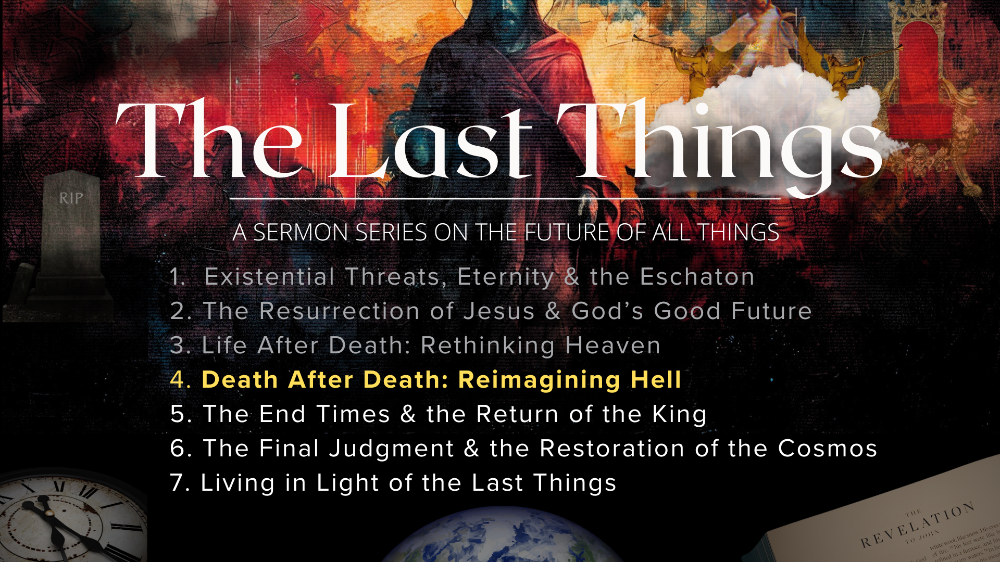 The Last Things
RIP
A SERMON SERIES ON THE FUTURE OF ALL THINGS
1. Existential Threats, Eternity & the Eschaton
2. The Resurrection of Jesus & God’s Good Future
3. Life After Death: Rethinking Heaven
4. Death After Death: Reimagining Hell
5. The End Times & the Return of the King
6. The Final Judgment & the Restoration of the Cosmos
7. Living in Light of the Last Things
THE
REVELATION
TO JOHN
white wool, like snow. His eyes
of fire, his feet were like
refined in a furnace, and his
many waters. In